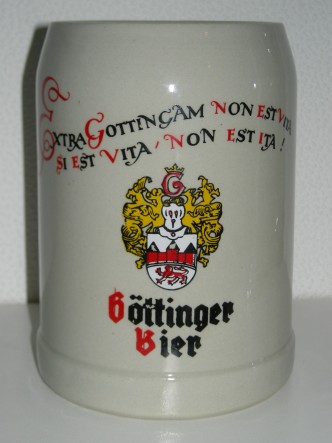 Extra Gottingam non est vita,
si est vita, non est ita!
G
Göttinger
Bier